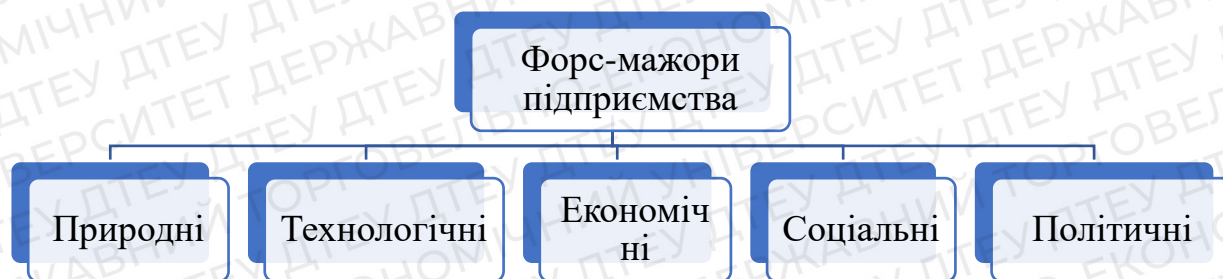 Форс-мажори
підприємства
Природні
Технологічні
Економіч
ні
Соціальні
Політичні